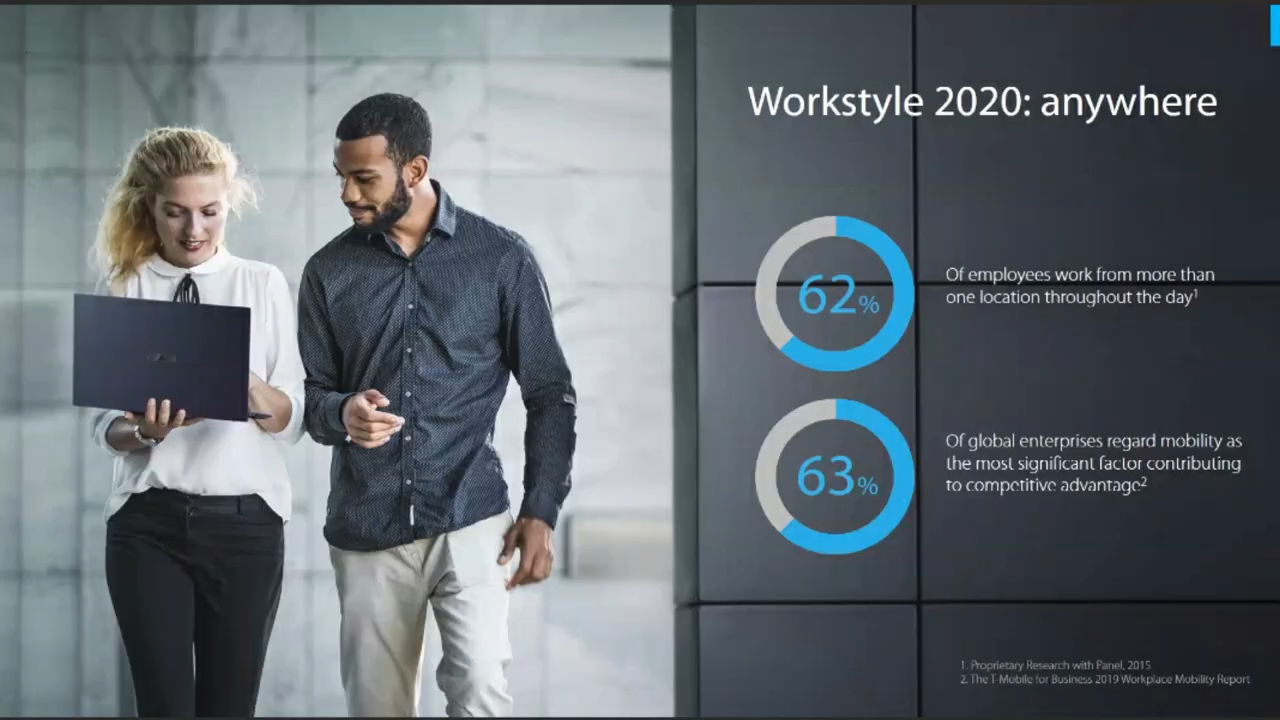 Workstyle 2020: anywhere
62%
Of employees work from more than
one location throughout the day¹
63%
Of global enterprises regard mobility as
the most significant factor contributing
to competitive advantage²
1. Proprietary Research with Panel, 2015
2. The T-Mobile for Business 2019 Workplace Mobility Report